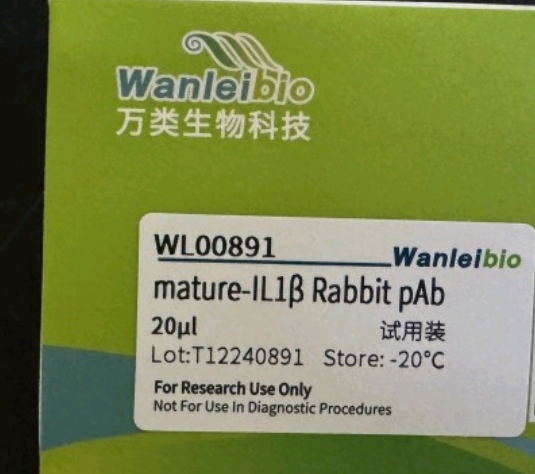 Wanleibio
万类生物科技
WL00891
Wanleibio
mature-IL1β Rabbit pAb
20μl 试用装
Lot:T12240891 Store: -20°C
For Research Use Only
Not For Use In Diagnostic Procedures